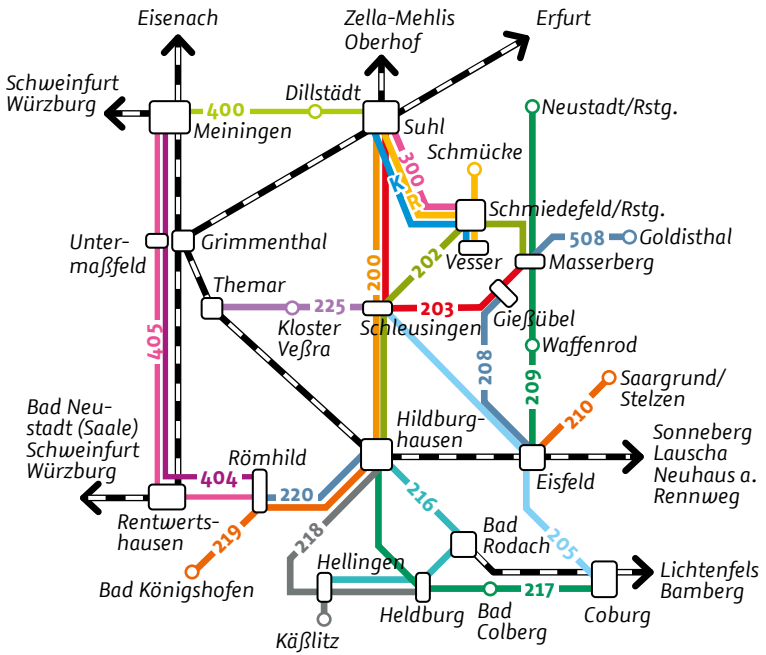 Eisenach
Zella-Mehlis
Oberhof
Erfurt
Schweinfurt
Würzburg
400
Dillstädt
Meiningen
Suhl
300
K
R
Schmücke
Neustadt/Rstg.
Schmiedefeld/Rstg.
508
Goldisthal
Unter-
maßfeld
Grimmenthal
200
202
Vesser
Masserberg
Themar
225
Kloster
Veßra
Schleusingen
203
Gießübel
405
208
Waffenrod
209
210
Saargrund/
Stelzen
Bad Neu-
stadt (Saale)
Schweinfurt
Würzburg
Hildburg-
hausen
Sonneberg
Lauscha
Neuhaus a.
Rennweg
Römhild
404
220
Eisfeld
Rentwerts-
hausen
219
218
216
Bad
Rodach
205
Bad Königshofen
Hellingen
Lichtenfels
Bamberg
Käßlitz
Heldburg
217
Bad
Colberg
Coburg